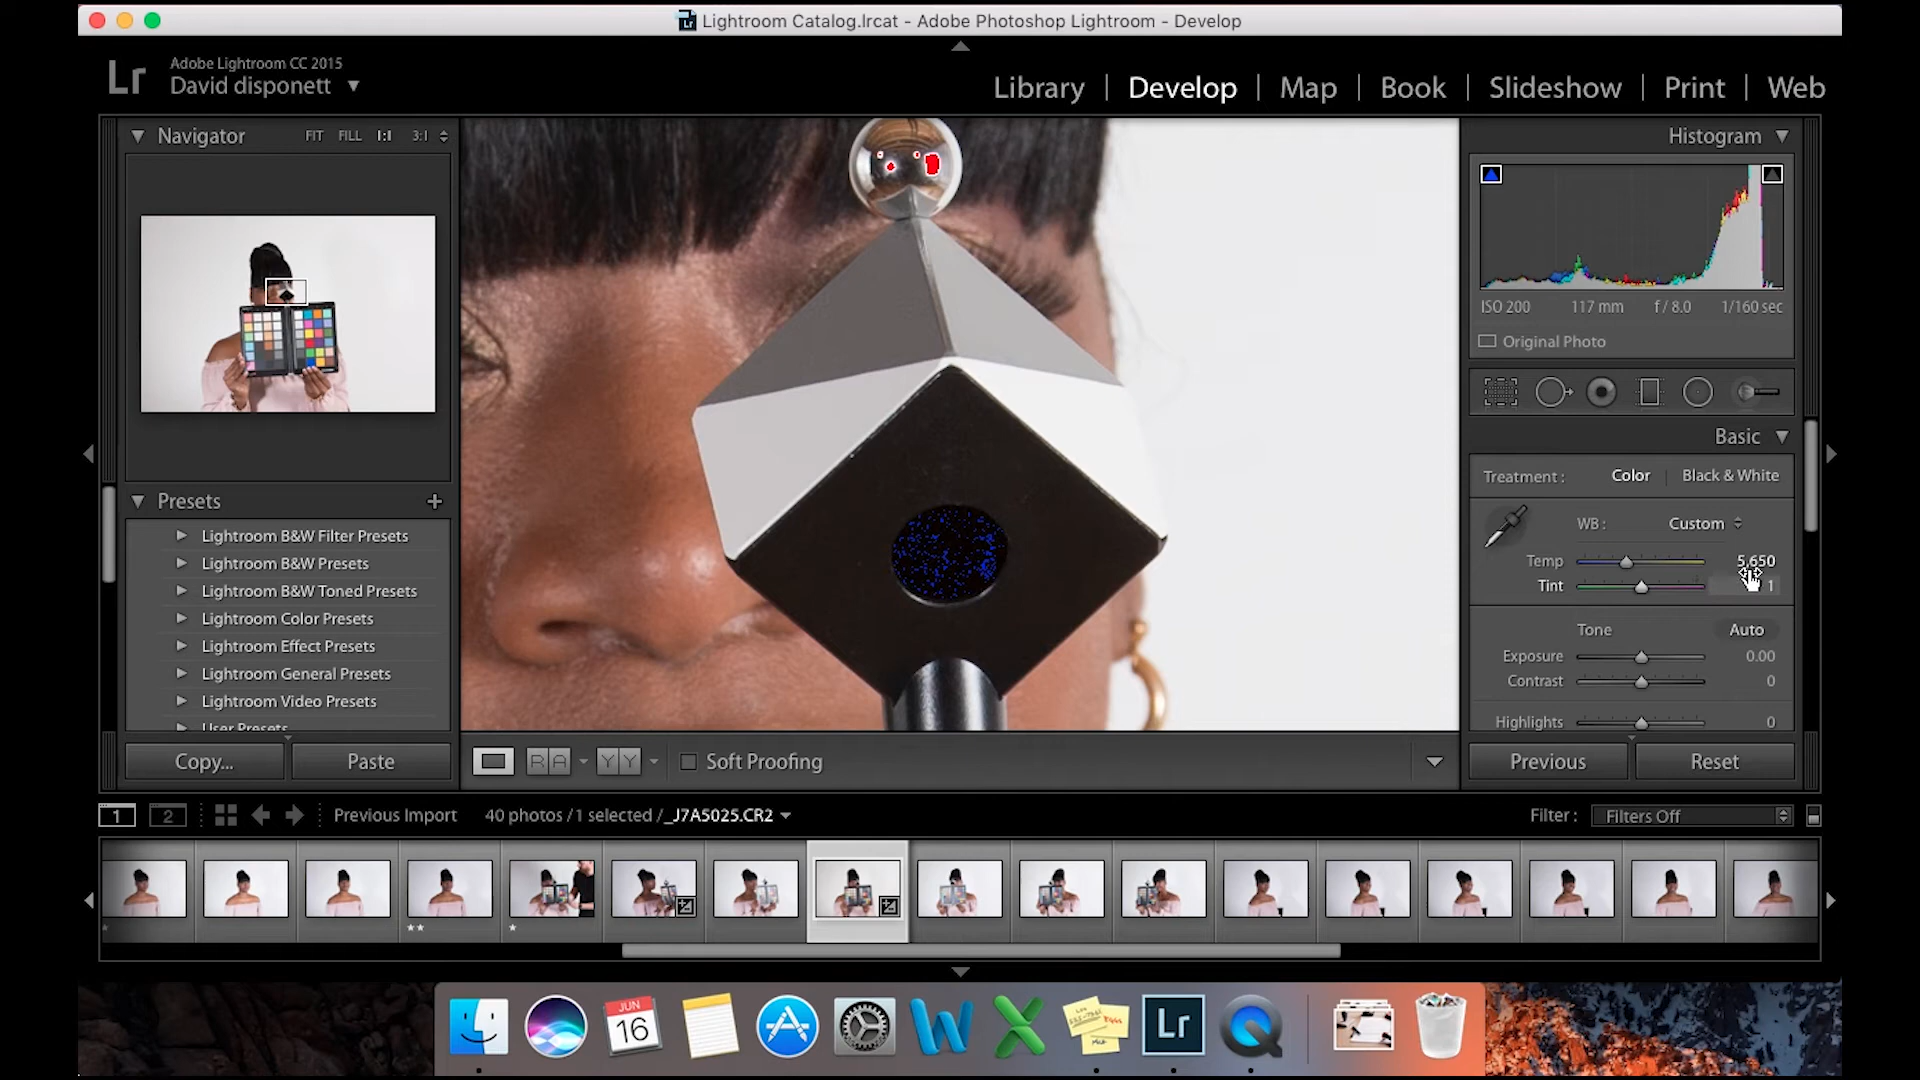 Lightroom Catalog.lrcat - Adobe Photoshop Lightroom - Develop
Lr
Adobe Lightroom CC 2015
David disponett
Library | Develop | Map | Book | Slideshow | Print | Web
Navigator FIT FILL 1:1 3:1
Histogram
ISO 200 117 mm f / 8.0 1/160 sec
Original Photo
Basic
Treatment : Color Black & White
WB : Custom
Temp 5,650
Tint 1
Tone Auto
Exposure 0.00
Contrast 0
Highlights 0
Previous Reset
Presets +
Lightroom B&W Filter Presets
Lightroom B&W Presets
Lightroom B&W Toned Presets
Lightroom Color Presets
Lightroom Effect Presets
Lightroom General Presets
Lightroom Video Presets
User Presets
Copy... Paste
R A Y Y Soft Proofing
1 2 Previous Import 40 photos / 1 selected / _J7A5025.CR2
Filter : Filters Off
JUN
16
Lr